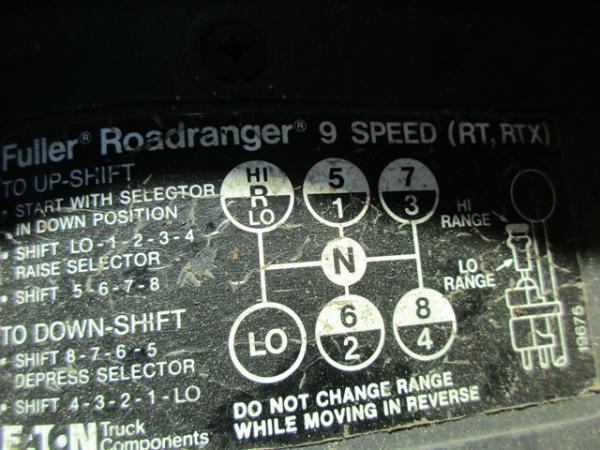 Fuller® Roadranger® 9 SPEED (RT, RTX)
TO UP-SHIFT
• START WITH SELECTOR
IN DOWN POSITION
• SHIFT LO-1-2-3-4
RAISE SELECTOR
• SHIFT 5-6-7-8
TO DOWN-SHIFT
• SHIFT 8-7-6-5
DEPRESS SELECTOR
• SHIFT 4-3-2-1-LO
EATON Truck
Components
HI
R
LO
5
1
7
3
N
LO
6
2
8
4
HI
RANGE
LO
RANGE
DO NOT CHANGE RANGE
WHILE MOVING IN REVERSE
19675